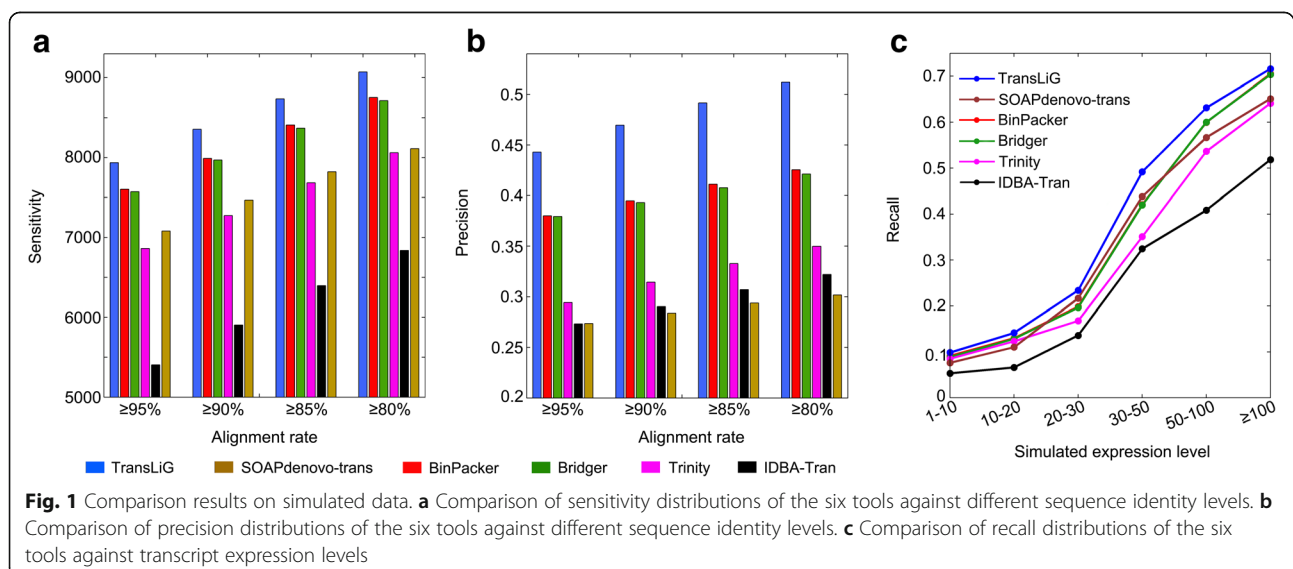 a
Sensitivity
9000
8000
7000
6000
5000
≥95% ≥90% ≥85% ≥80%
Alignment rate
b
Precision
0.5
0.45
0.4
0.35
0.3
0.25
0.2
≥95% ≥90% ≥85% ≥80%
Alignment rate
c
Recall
0.7
0.6
0.5
0.4
0.3
0.2
0.1
0
TransLiG
SOAPdenovo-trans
BinPacker
Bridger
Trinity
IDBA-Tran
1-10 10-20 20-30 30-50 50-100 ≥100
Simulated expression level
TransLiG SOAPdenovo-trans BinPacker Bridger Trinity IDBA-Tran
Fig. 1 Comparison results on simulated data. a Comparison of sensitivity distributions of the six tools against different sequence identity levels. b
Comparison of precision distributions of the six tools against different sequence identity levels. c Comparison of recall distributions of the six
tools against transcript expression levels